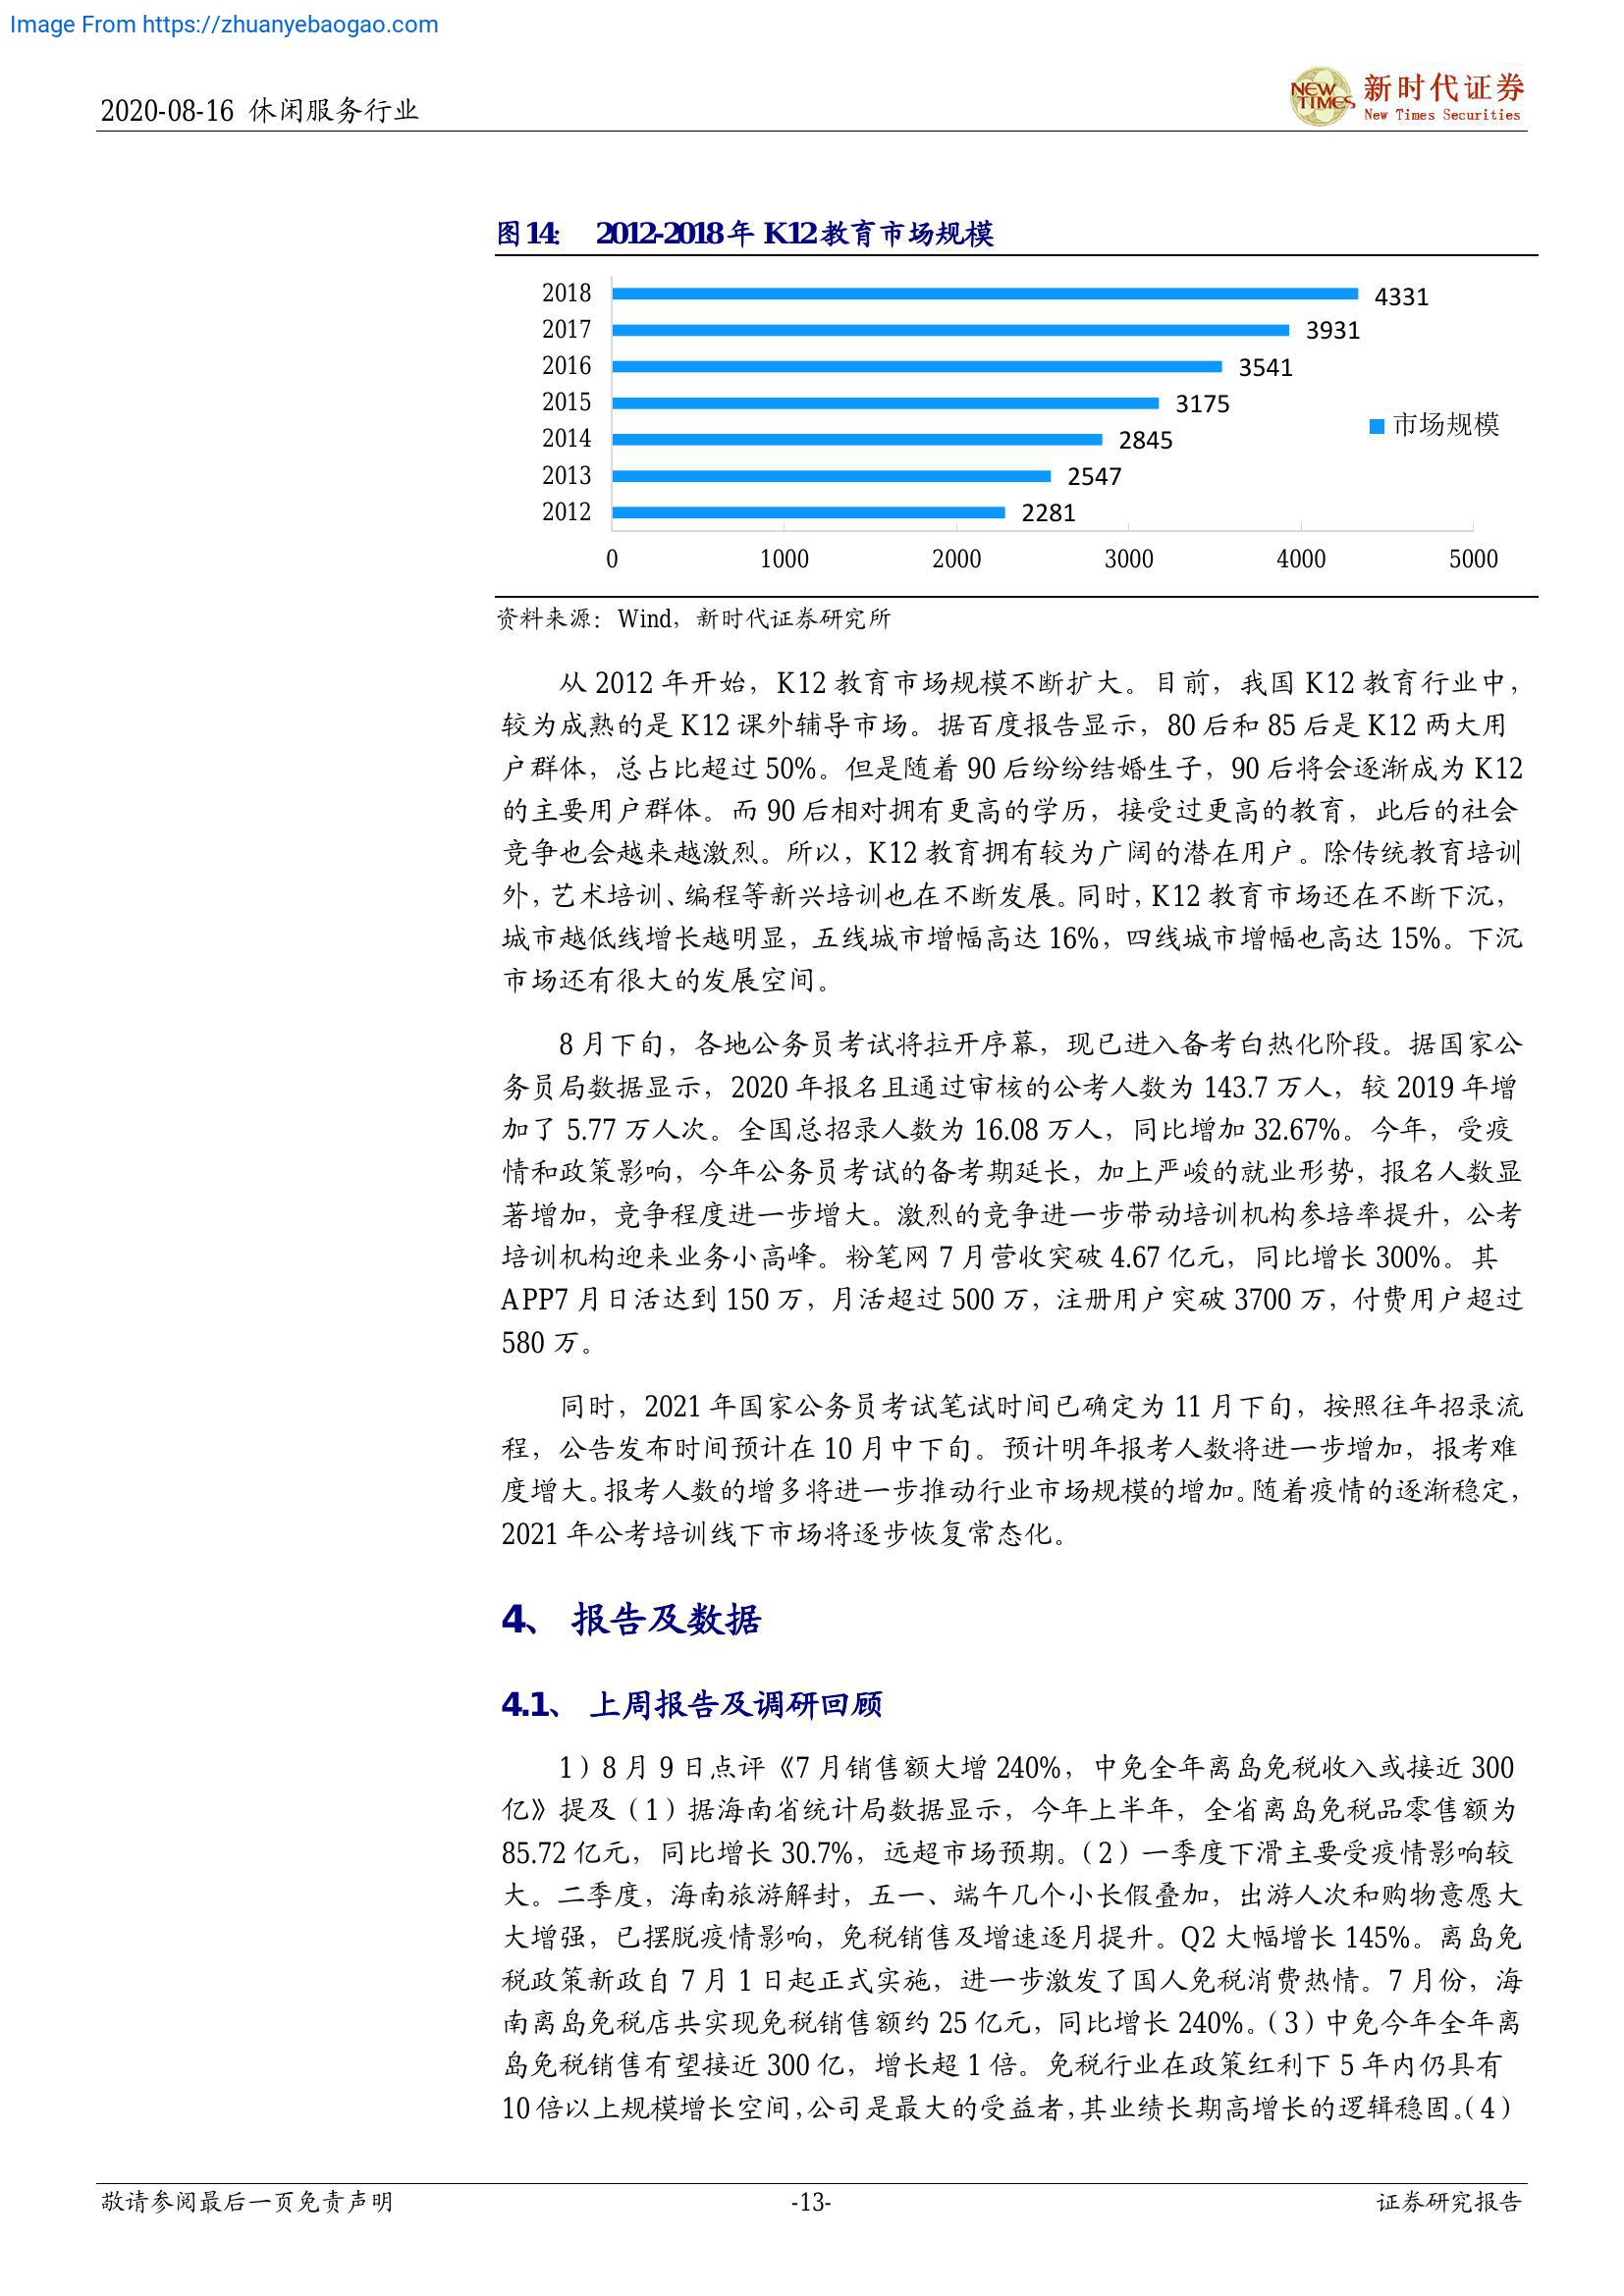 Image From https://zhuanyebaogao.com
2020-08-16 休闲服务行业
NEW TIMES
新时代证券
New Times Securities
图14： 2012-2018年 K12教育市场规模
2018 4331
2017 3931
2016 3541
2015 3175
市场规模
2014 2845
2013 2547
2012 2281
0 1000 2000 3000 4000 5000
资料来源：Wind，新时代证券研究所
从 2012 年开始，K12 教育市场规模不断扩大。目前，我国 K12 教育行业中，
较为成熟的是 K12 课外辅导市场。据百度报告显示，80 后和 85 后是 K12 两大用
户群体，总占比超过 50%。但是随着 90 后纷纷结婚生子，90 后将会逐渐成为 K12
的主要用户群体。而 90 后相对拥有更高的学历，接受过更高的教育，此后的社会
竞争也会越来越激烈。所以，K12 教育拥有较为广阔的潜在用户。除传统教育培训
外，艺术培训、编程等新兴培训也在不断发展。同时，K12 教育市场还在不断下沉，
城市越低线增长越明显，五线城市增幅高达 16%，四线城市增幅也高达 15%。下沉
市场还有很大的发展空间。
8 月下旬，各地公务员考试将拉开序幕，现已进入备考白热化阶段。据国家公
务员局数据显示，2020 年报名且通过审核的公考人数为 143.7 万人，较 2019 年增
加了 5.77 万人次。全国总招录人数为 16.08 万人，同比增加 32.67%。今年，受疫
情和政策影响，今年公务员考试的备考期延长，加上严峻的就业形势，报名人数显
著增加，竞争程度进一步增大。激烈的竞争进一步带动培训机构参培率提升，公考
培训机构迎来业务小高峰。粉笔网 7 月营收突破 4.67 亿元，同比增长 300%。其
APP7 月日活达到 150 万，月活超过 500 万，注册用户突破 3700 万，付费用户超过
580 万。
同时，2021 年国家公务员考试笔试时间已确定为 11 月下旬，按照往年招录流
程，公告发布时间预计在 10 月中下旬。预计明年报考人数将进一步增加，报考难
度增大。报考人数的增多将进一步推动行业市场规模的增加。随着疫情的逐渐稳定，
2021 年公考培训线下市场将逐步恢复常态化。
4、 报告及数据
4.1、 上周报告及调研回顾
1）8 月 9 日点评《7 月销售额大增 240%，中免全年离岛免税收入或接近 300
亿》提及（1）据海南省统计局数据显示，今年上半年，全省离岛免税品零售额为
85.72 亿元，同比增长 30.7%，远超市场预期。（2）一季度下滑主要受疫情影响较
大。二季度，海南旅游解封，五一、端午几个小长假叠加，出游人次和购物意愿大
大增强，已摆脱疫情影响，免税销售及增速逐月提升。Q2 大幅增长 145%。离岛免
税政策新政自 7 月 1 日起正式实施，进一步激发了国人免税消费热情。7 月份，海
南离岛免税店共实现免税销售额约 25 亿元，同比增长 240%。（3）中免今年全年离
岛免税销售有望接近 300 亿，增长超 1 倍。免税行业在政策红利下 5 年内仍具有
10 倍以上规模增长空间，公司是最大的受益者，其业绩长期高增长的逻辑稳固。（4）
敬请参阅最后一页免责声明 -13- 证券研究报告